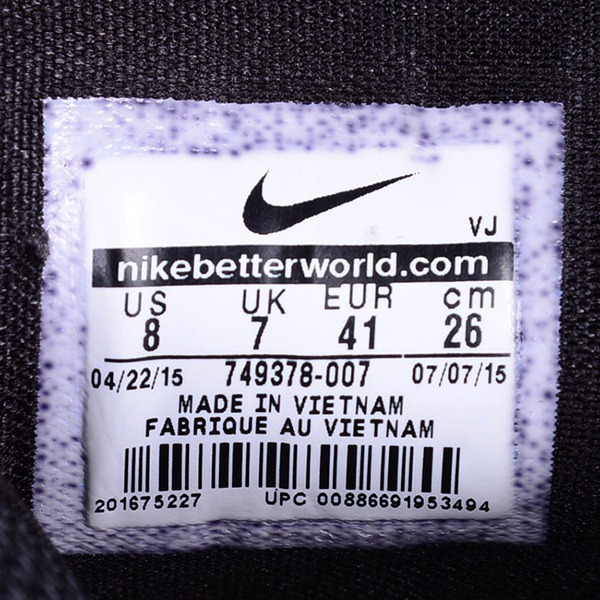 VJ
nikebetterworld.com
US UK EUR cm
8 7 41 26
04/22/15 749378-007 07/07/15
MADE IN VIETNAM
FABRIQUE AU VIETNAM
201675227 UPC 00886691953494